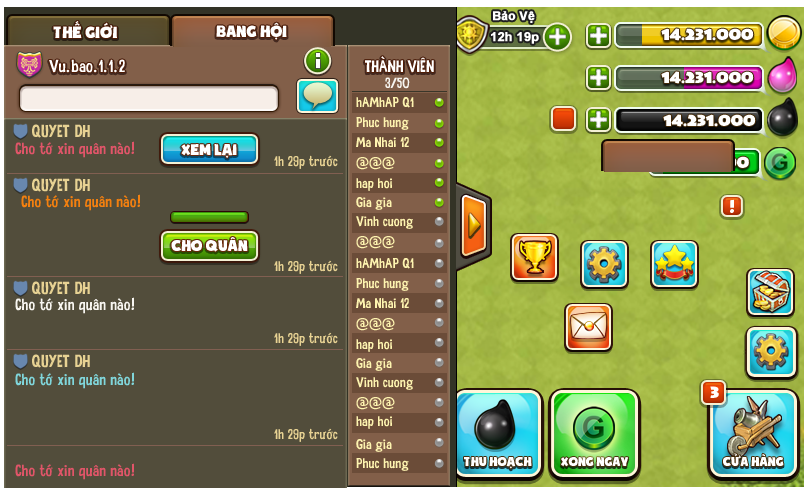 THẾ GIỚI
BANG HỘI
Vu.bao.1.1.2
i
QUYET DH
Cho tớ xin quân nào!
XEM LẠI
1h 29p trước
QUYET DH
Cho tớ xin quân nào!
CHO QUÂN
1h 29p trước
QUYET DH
Cho tớ xin quân nào!
1h 29p trước
QUYET DH
Cho tớ xin quân nào!
1h 29p trước
Cho tớ xin quân nào!
THÀNH VIÊN
3/50
hAMhAP Q1
Phuc hung
Ma Nhai 12
@@@
hap hoi
Gia gia
Vinh cuong
@@@
hAMhAP Q1
Phuc hung
Ma Nhai 12
@@@
hap hoi
Gia gia
Vinh cuong
@@@
hap hoi
Gia gia
Phuc hung
Bảo Vệ
12h 19p
14.231.000
14.231.000
14.231.000
G
!
3
THU HOẠCH
G
XONG NGAY
CỬA HÀNG